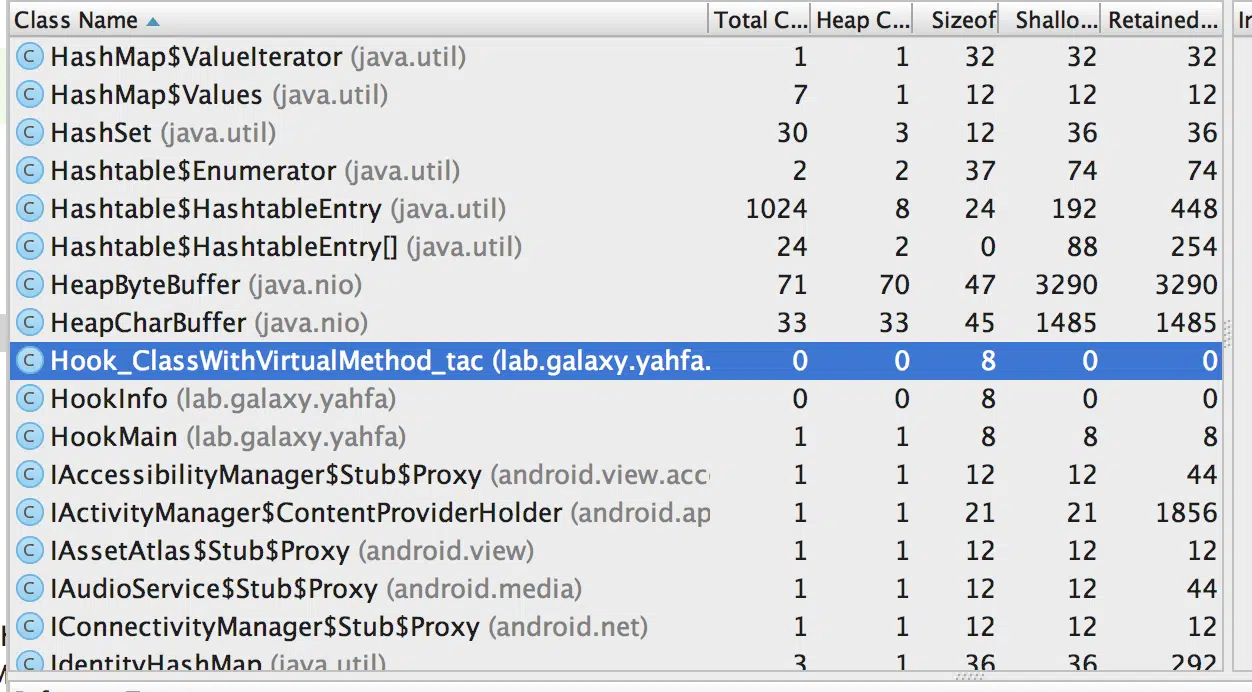 Class Name Total C... Heap C... Sizeof Shallo... Retained...
HashMap$ValueIterator (java.util) 1 1 32 32 32
HashMap$Values (java.util) 7 1 12 12 12
HashSet (java.util) 30 3 12 36 36
Hashtable$Enumerator (java.util) 2 2 37 74 74
Hashtable$HashtableEntry (java.util) 1024 8 24 192 448
Hashtable$HashtableEntry[] (java.util) 24 2 0 88 254
HeapByteBuffer (java.nio) 71 70 47 3290 3290
HeapCharBuffer (java.nio) 33 33 45 1485 1485
Hook_ClassWithVirtualMethod_tac (lab.galaxy.yahfa. 0 0 8 0 0
HookInfo (lab.galaxy.yahfa) 0 0 8 0 0
HookMain (lab.galaxy.yahfa) 1 1 8 8 8
IAccessibilityManager$Stub$Proxy (android.view.acc 1 1 12 12 44
IActivityManager$ContentProviderHolder (android.ap 1 1 21 21 1856
IAssetAtlas$Stub$Proxy (android.view) 1 1 12 12 12
IAudioService$Stub$Proxy (android.media) 1 1 12 12 44
IConnectivityManager$Stub$Proxy (android.net) 1 1 12 12 12
IdentityHashMap (java.util) 3 1 36 36 292